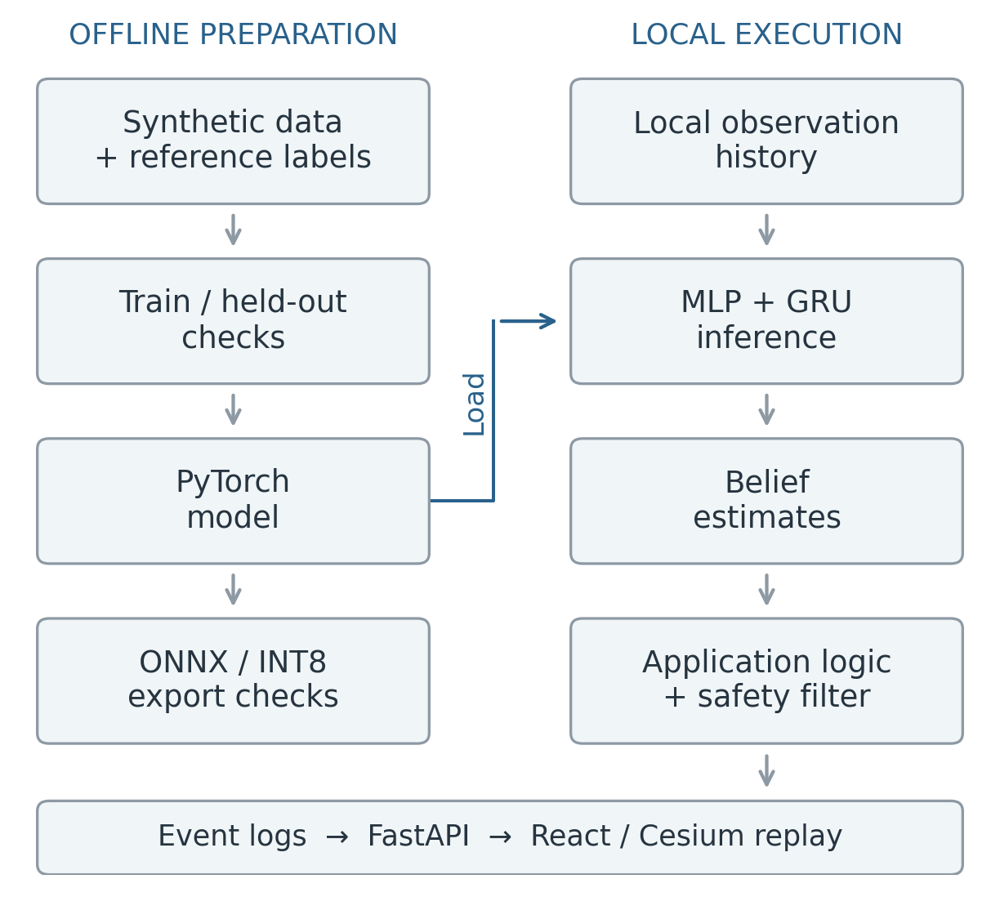 OFFLINE PREPARATION
Synthetic data
+ reference labels
Train / held-out
checks
PyTorch
model
ONNX / INT8
export checks
Load
LOCAL EXECUTION
Local observation
history
MLP + GRU
inference
Belief
estimates
Application logic
+ safety filter
Event logs → FastAPI → React / Cesium replay